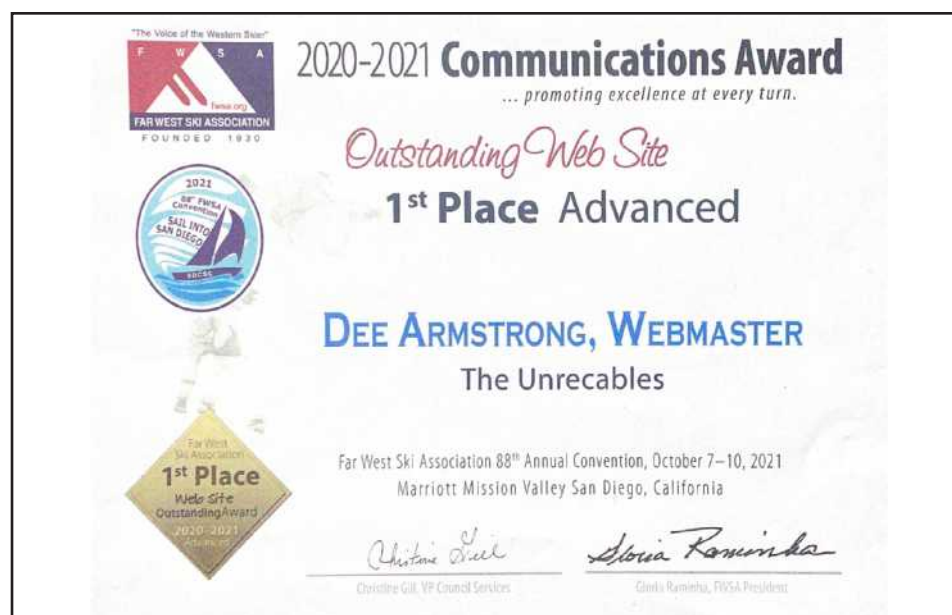 "The Voice of the Western Skier"
F W S A
fwsa.org
FAR WEST SKI ASSOCIATION
FOUNDED 1930
2020-2021 Communications Award
... promoting excellence at every turn.
Outstanding Web Site
1st Place Advanced
2021
88th FWSA
Convention
SAIL INTO
SAN DIEGO
DEE ARMSTRONG, WEBMASTER
The Unrecables
Far West
Ski Association
1st Place
Web Site
Outstanding Award
2020-2021
Advanced
Far West Ski Association 88th Annual Convention, October 7–10, 2021
Marriott Mission Valley San Diego, California
Christine Gill
Gloria Raminha
Christine Gill, VP Council Services
Gloria Raminha, FWSA President